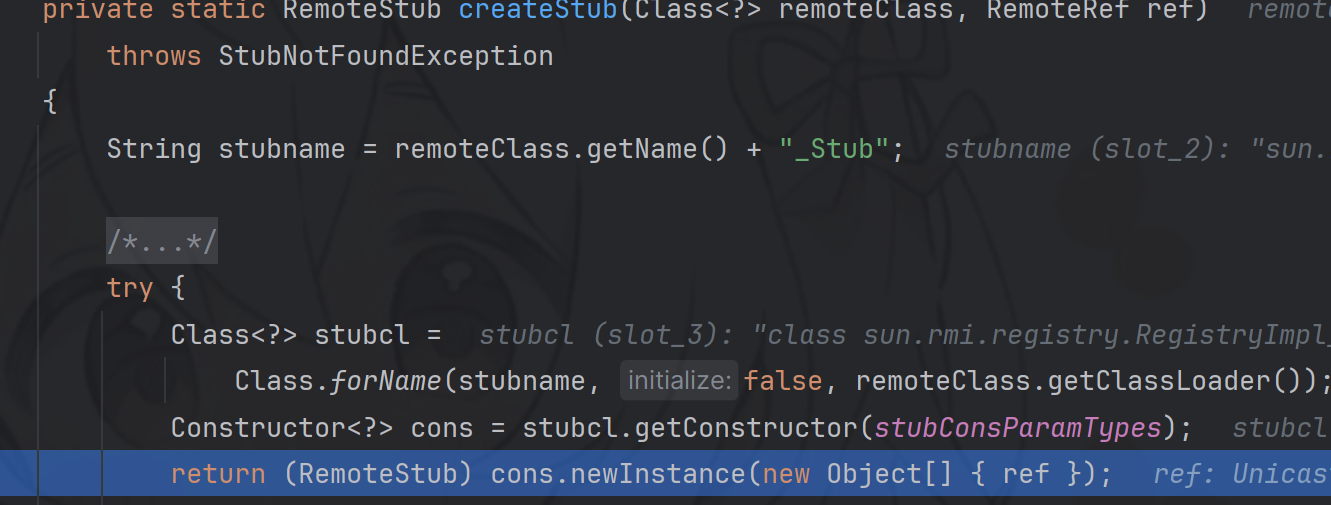 private static RemoteStub createStub(Class<?> remoteClass, RemoteRef ref) remote
throws StubNotFoundException
{
String stubname = remoteClass.getName() + "_Stub"; stubname (slot_2): "sun.
/*...*/
try {
Class<?> stubcl = stubcl (slot_3): "class sun.rmi.registry.RegistryImpl_
Class.forName(stubname, initialize: false, remoteClass.getClassLoader());
Constructor<?> cons = stubcl.getConstructor(stubConsParamTypes); stubcl
return (RemoteStub) cons.newInstance(new Object[] { ref }); ref: Unicas